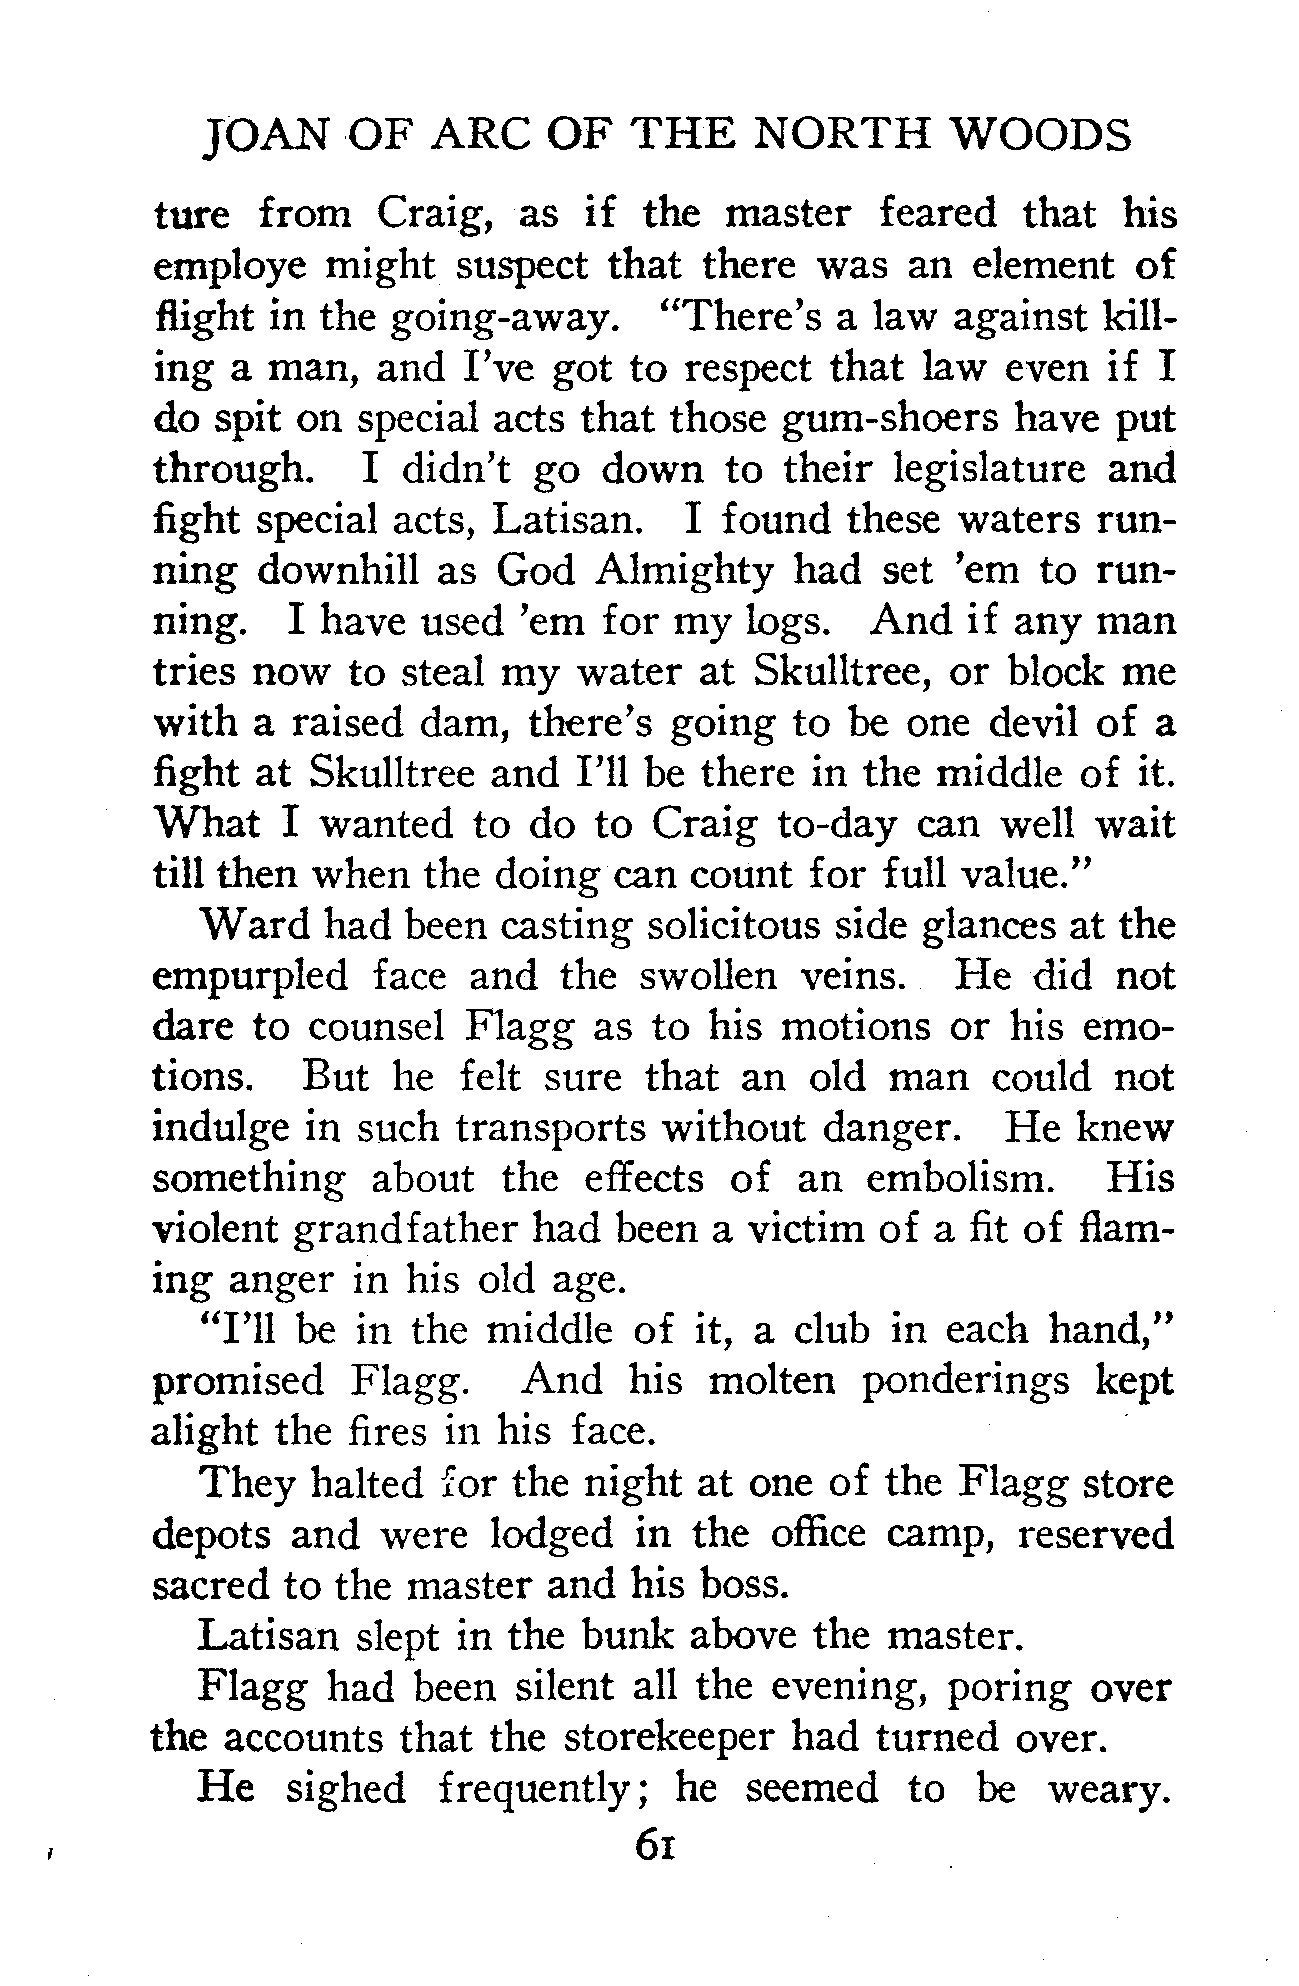 JOAN OF ARC OF THE NORTH WOODS
ture from Craig, as if the master feared that his
employe might suspect that there was an element of
flight in the going-away. “There’s a law against kill-
ing a man, and I’ve got to respect that law even if I
do spit on special acts that those gum-shoers have put
through. I didn’t go down to their legislature and
fight special acts, Latisan. I found these waters run-
ning downhill as God Almighty had set ’em to run-
ning. I have used ’em for my logs. And if any man
tries now to steal my water at Skulltree, or block me
with a raised dam, there’s going to be one devil of a
fight at Skulltree and I’ll be there in the middle of it.
What I wanted to do to Craig to-day can well wait
till then when the doing can count for full value.”
Ward had been casting solicitous side glances at the
empurpled face and the swollen veins. He did not
dare to counsel Flagg as to his motions or his emo-
tions. But he felt sure that an old man could not
indulge in such transports without danger. He knew
something about the effects of an embolism. His
violent grandfather had been a victim of a fit of flam-
ing anger in his old age.
“I’ll be in the middle of it, a club in each hand,”
promised Flagg. And his molten ponderings kept
alight the fires in his face.
They halted for the night at one of the Flagg store
depots and were lodged in the office camp, reserved
sacred to the master and his boss.
Latisan slept in the bunk above the master.
Flagg had been silent all the evening, poring over
the accounts that the storekeeper had turned over.
He sighed frequently; he seemed to be weary.
61